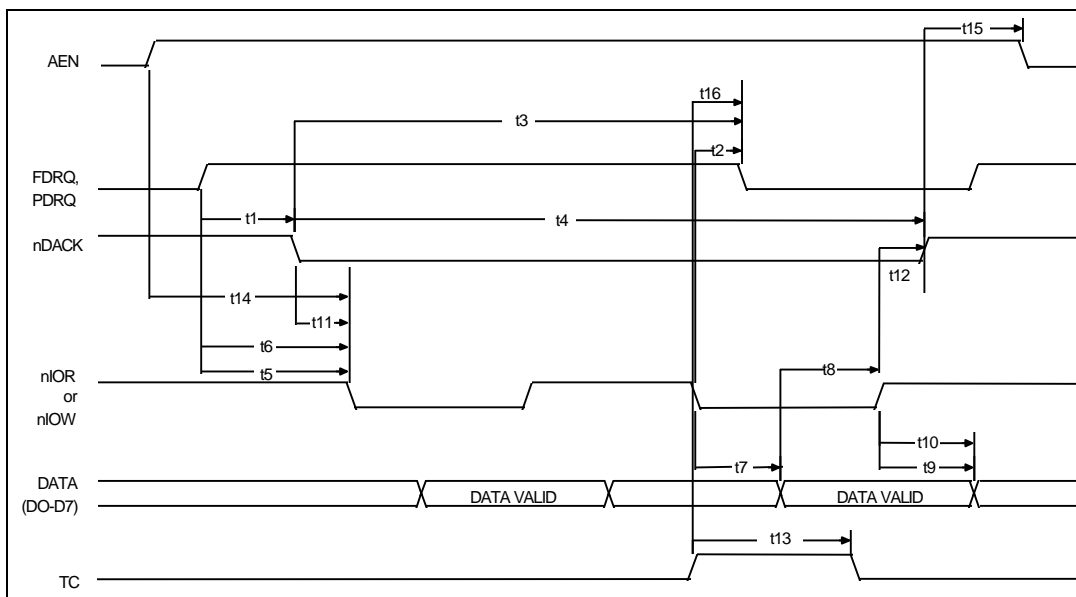 t15
AEN
t16
t3
t2
FDRQ,
PDRQ
t1
t4
nDACK
t12
t14
t11
t6
t8
t5
nIOR
or
nIOW
t10
t7
t9
DATA
(DO-D7)
DATA VALID
DATA VALID
t13
TC